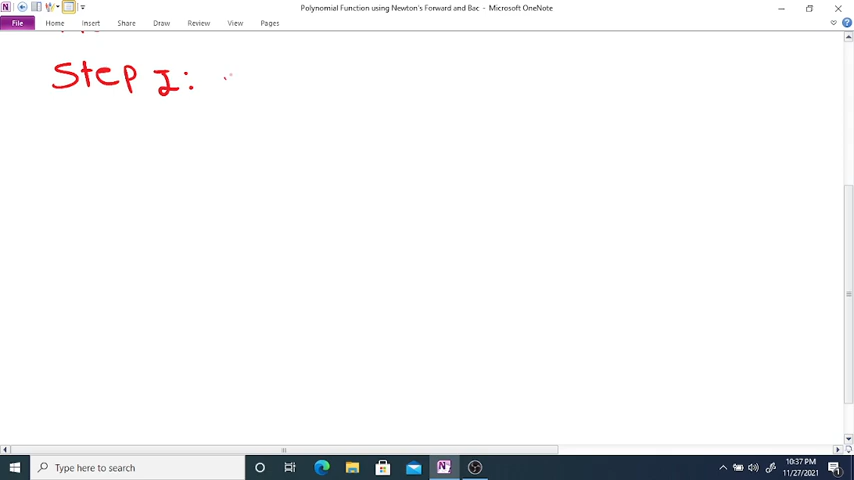 Polynomial Function using Newton's Forward and Bac - Microsoft OneNote
File Home Insert Share Draw History Review View Pages
Step I:
Type here to search
10:37 PM
11/27/2021